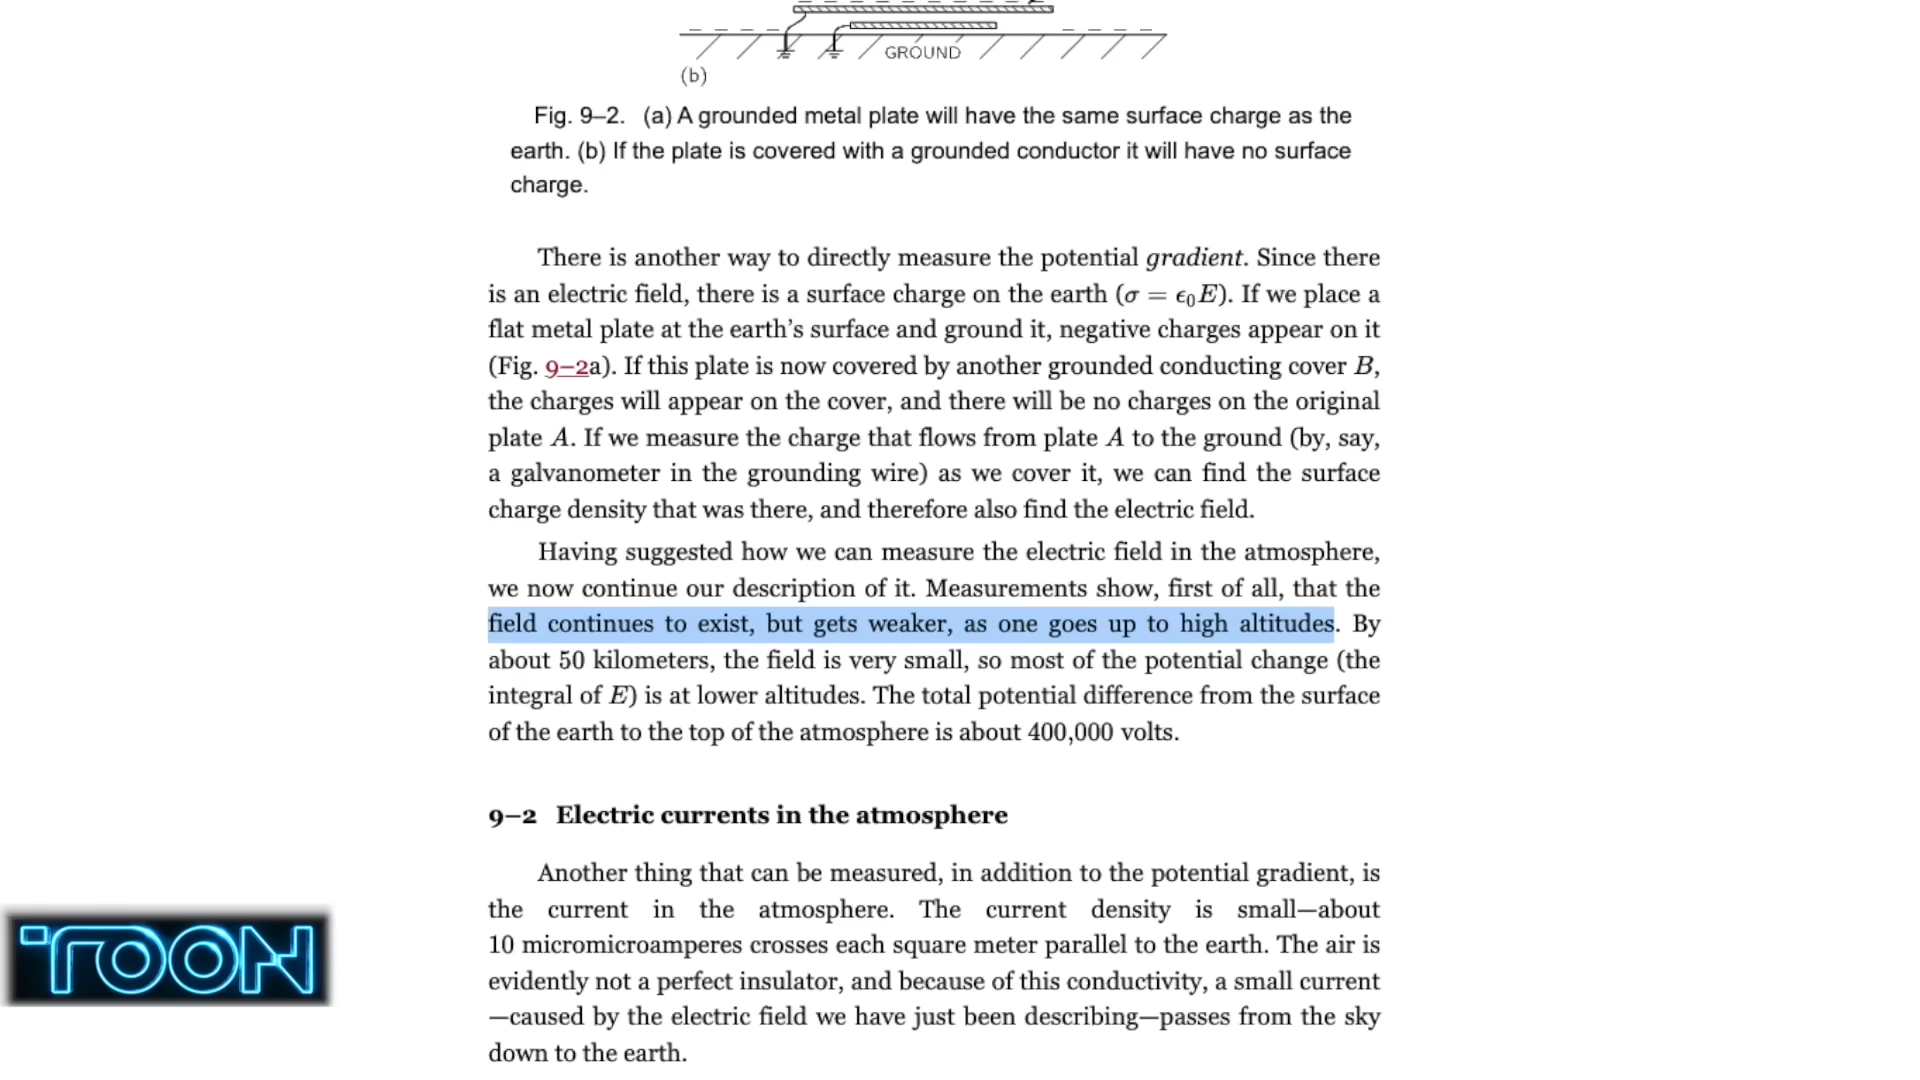 GROUND
(b)
Fig. 9–2. (a) A grounded metal plate will have the same surface charge as the
earth. (b) If the plate is covered with a grounded conductor it will have no surface
charge.
There is another way to directly measure the potential gradient. Since there
is an electric field, there is a surface charge on the earth (σ = ϵ₀E). If we place a
flat metal plate at the earth’s surface and ground it, negative charges appear on it
(Fig. 9–2a). If this plate is now covered by another grounded conducting cover B,
the charges will appear on the cover, and there will be no charges on the original
plate A. If we measure the charge that flows from plate A to the ground (by, say,
a galvanometer in the grounding wire) as we cover it, we can find the surface
charge density that was there, and therefore also find the electric field.
Having suggested how we can measure the electric field in the atmosphere,
we now continue our description of it. Measurements show, first of all, that the
field continues to exist, but gets weaker, as one goes up to high altitudes. By
about 50 kilometers, the field is very small, so most of the potential change (the
integral of E) is at lower altitudes. The total potential difference from the surface
of the earth to the top of the atmosphere is about 400,000 volts.
9–2 Electric currents in the atmosphere
Another thing that can be measured, in addition to the potential gradient, is
the current in the atmosphere. The current density is small—about
10 micromicroamperes crosses each square meter parallel to the earth. The air is
evidently not a perfect insulator, and because of this conductivity, a small current
—caused by the electric field we have just been describing—passes from the sky
down to the earth.
TOON